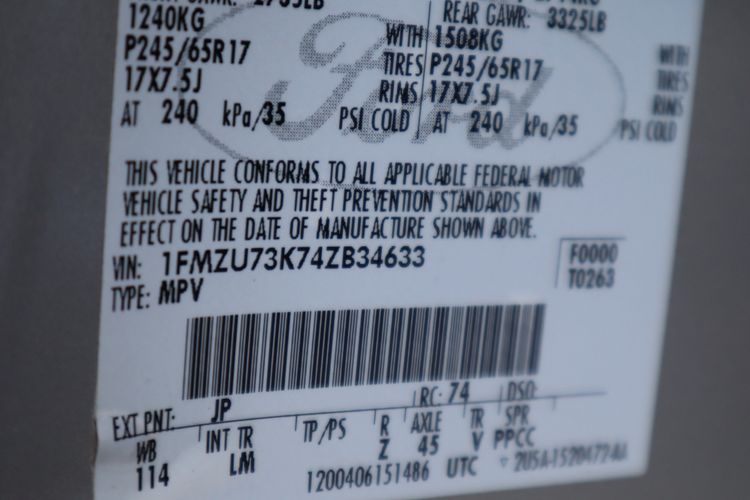 1240KG
P245/65R17
17X7.5J
AT 240 kPa/35
REAR GAWR: 3325LB
WITH 1508KG
TIRES P245/65R17
RIMS 17X7.5J
PSI COLD AT 240 kPa/35
WITH
TIRES
RIMS
PSI COLD
Ford
THIS VEHICLE CONFORMS TO ALL APPLICABLE FEDERAL MOTOR
VEHICLE SAFETY AND THEFT PREVENTION STANDARDS IN
EFFECT ON THE DATE OF MANUFACTURE SHOWN ABOVE.
VIN: 1FMZU73K74ZB34633
F0000
TYPE: MPV
T0263
EXT PNT: JP RC: 74 DSO:
WB INT TR TP/PS R AXLE TR SPR
114 LM Z 45 V PPCC
1200406151486 UTC